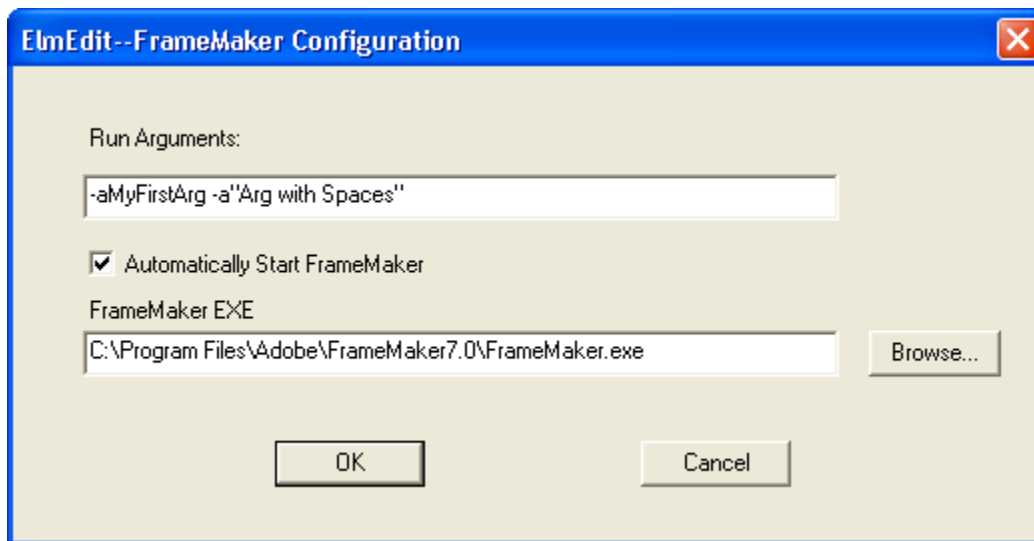 ElmEdit--FrameMaker Configuration
Run Arguments:
-aMyFirstArg -a"Arg with Spaces"
Automatically Start FrameMaker
FrameMaker EXE
C:\Program Files\Adobe\FrameMaker7.0\FrameMaker.exe
Browse...
OK
Cancel